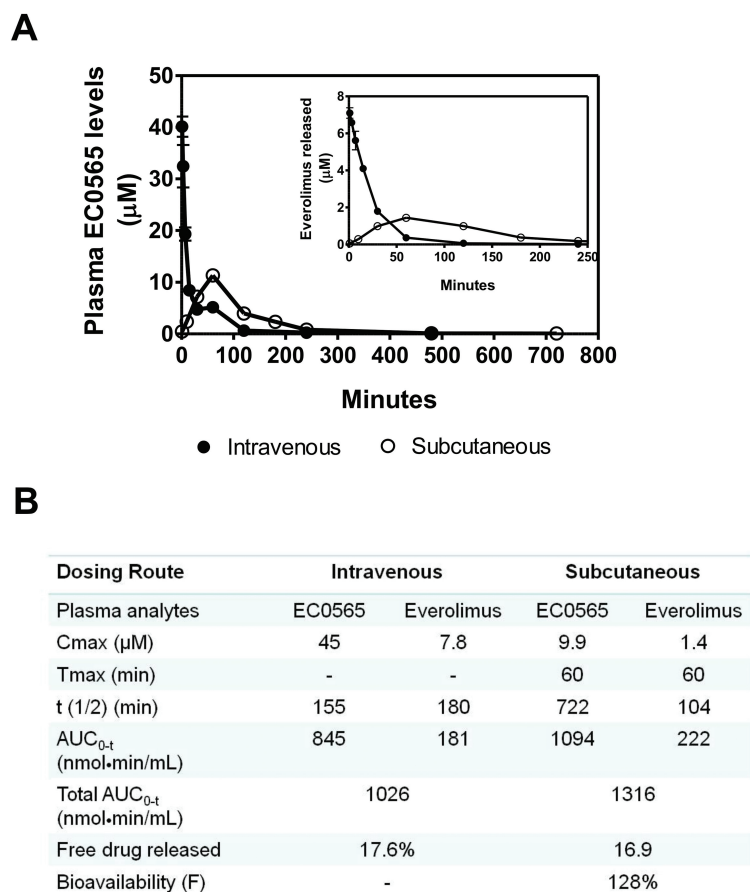 A
Plasma EC0565 levels
(μM)
50
40
30
20
10
0
0 100 200 300 400 500 600 700 800
Minutes
Everolimus released
(μM)
8
6
4
2
0
0 50 100 150 200 250
Minutes
Intravenous Subcutaneous
B
Dosing Route Intravenous Subcutaneous
Plasma analytes EC0565 Everolimus EC0565 Everolimus
Cmax (μM) 45 7.8 9.9 1.4
Tmax (min) - - 60 60
t (1/2) (min) 155 180 722 104
AUC0-t 845 181 1094 222
(nmol•min/mL)
Total AUC0-t 1026 1316
(nmol•min/mL)
Free drug released 17.6% 16.9
Bioavailability (F) - 128%